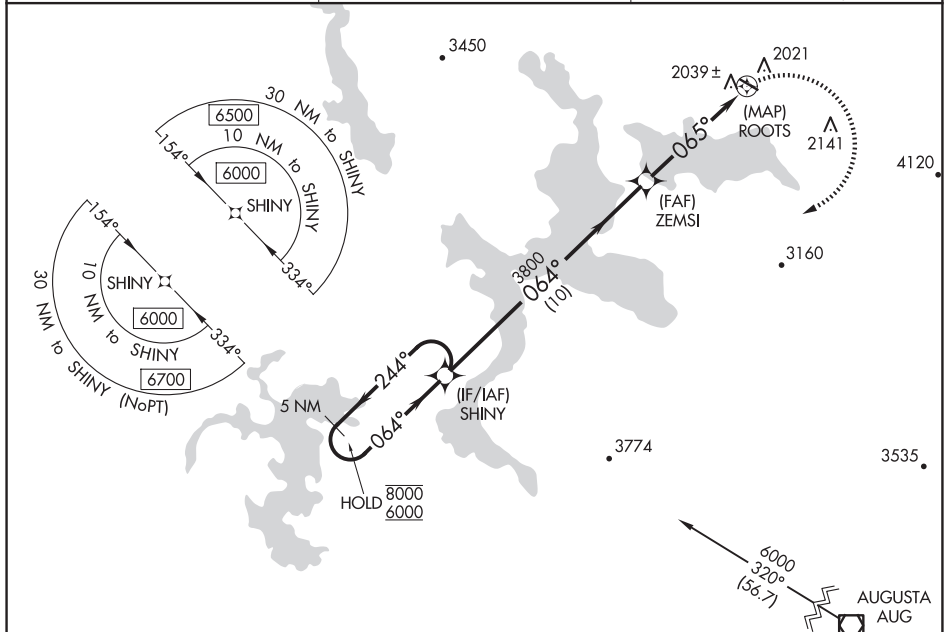 3450
2039 ±
2021
(MAP)
ROOTS
2141
4120
30 NM to SHINY
6500
10 NM to SHINY
6000
154°
SHINY
334°
065°
(FAF)
ZEMSI
3160
154°
SHINY
10 NM to SHINY
6000
334°
30 NM to SHINY (NoPT)
6700
3800
064°
(10)
244°
5 NM
064°
(IF/IAF)
SHINY
HOLD 8000
6000
3774
3535
6000
320°
(56.7)
AUGUSTA
AUG